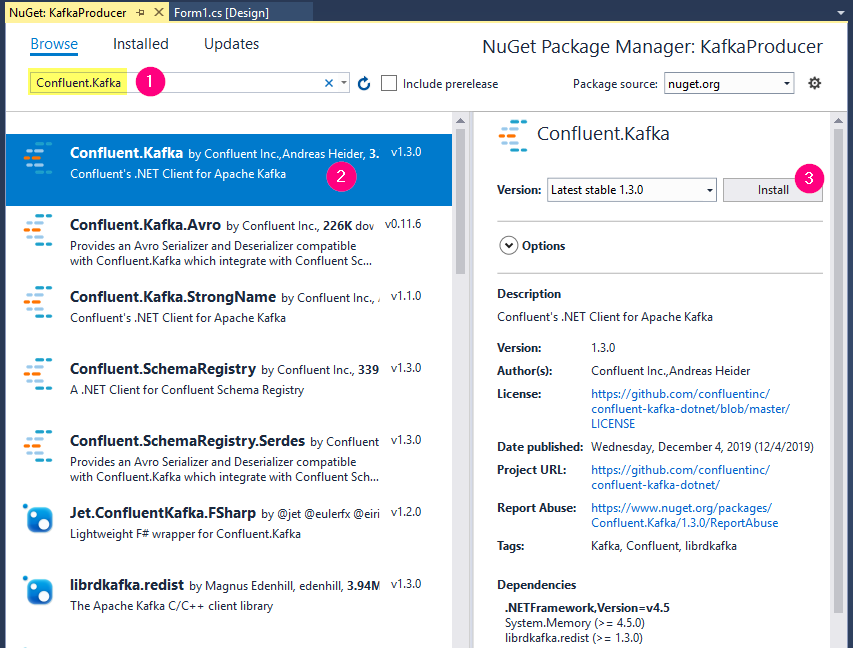 NuGet: KafkaProducer
Form1.cs [Design]
Browse
Installed
Updates
NuGet Package Manager: KafkaProducer
Confluent.Kafka
1
Include prerelease
Package source:
nuget.org
Confluent.Kafka by Confluent Inc.,Andreas Heider, 3. v1.3.0
Confluent's .NET Client for Apache Kafka
2
Confluent.Kafka.Avro by Confluent Inc., 226K dow v0.11.6
Provides an Avro Serializer and Deserializer compatible
with Confluent.Kafka which integrate with Confluent Sc...
Confluent.Kafka.StrongName by Confluent Inc., v1.1.0
Confluent's .NET Client for Apache Kafka
Confluent.SchemaRegistry by Confluent Inc., 339 v1.3.0
A .NET Client for Confluent Schema Registry
Confluent.SchemaRegistry.Serdes by Confluent v1.3.0
Provides an Avro Serializer and Deserializer compatible
with Confluent.Kafka which integrate with Confluent Sch...
Jet.ConfluentKafka.FSharp by @jet @eulerfx @eiri v1.2.0
Lightweight F# wrapper for Confluent.Kafka
librdkafka.redist by Magnus Edenhill, edenhill, 3.94M v1.3.0
The Apache Kafka C/C++ client library
Confluent.Kafka
Version:
Latest stable 1.3.0
Install
3
Options
Description
Confluent's .NET Client for Apache Kafka
Version: 1.3.0
Author(s): Confluent Inc.,Andreas Heider
License: https://github.com/confluentinc/
confluent-kafka-dotnet/blob/master/
LICENSE
Date published: Wednesday, December 4, 2019 (12/4/2019)
Project URL: https://github.com/confluentinc/
confluent-kafka-dotnet/
Report Abuse: https://www.nuget.org/packages/
Confluent.Kafka/1.3.0/ReportAbuse
Tags: Kafka, Confluent, librdkafka
Dependencies
.NETFramework,Version=v4.5
System.Memory (>= 4.5.0)
librdkafka.redist (>= 1.3.0)